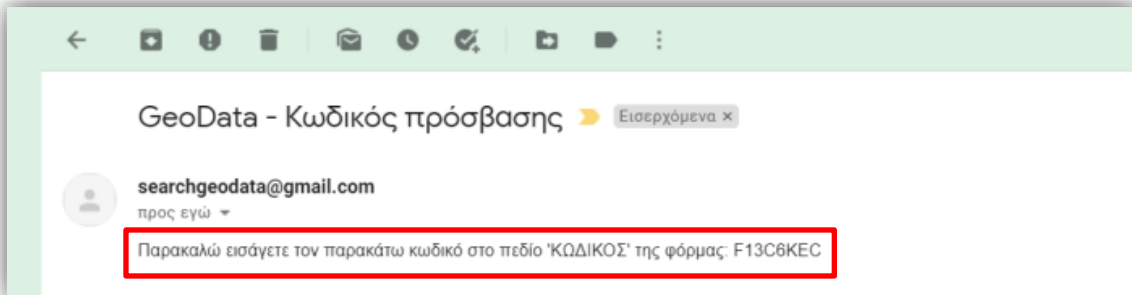 GeoData - Κωδικός πρόσβασης Εισερχόμενα ×
searchgeodata@gmail.com
προς εγώ
Παρακαλώ εισάγετε τον παρακάτω κωδικό στο πεδίο 'ΚΩΔΙΚΟΣ' της φόρμας: F13C6KEC